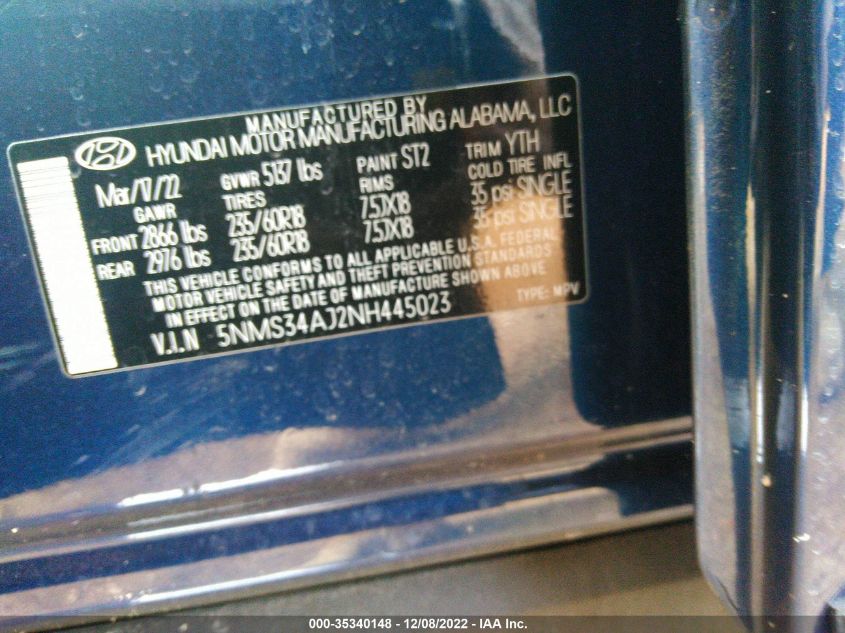 MANUFACTURED BY
HYUNDAI MOTOR MANUFACTURING ALABAMA, LLC
Mar/17/22 GVWR 5137 lbs PAINT ST2 TRIM YTH
GAWR TIRES RIMS COLD TIRE INFL
FRONT 2866 lbs 235/60R18 7.5JX18 35 psi SINGLE
REAR 2976 lbs 235/60R18 7.5JX18 35 psi SINGLE
THIS VEHICLE CONFORMS TO ALL APPLICABLE U.S.A. FEDERAL
MOTOR VEHICLE SAFETY AND THEFT PREVENTION STANDARDS
IN EFFECT ON THE DATE OF MANUFACTURE SHOWN ABOVE
V.I.N 5NMS34AJ2NH445023 TYPE: MPV
000-35340148 - 12/08/2022 - IAA Inc.